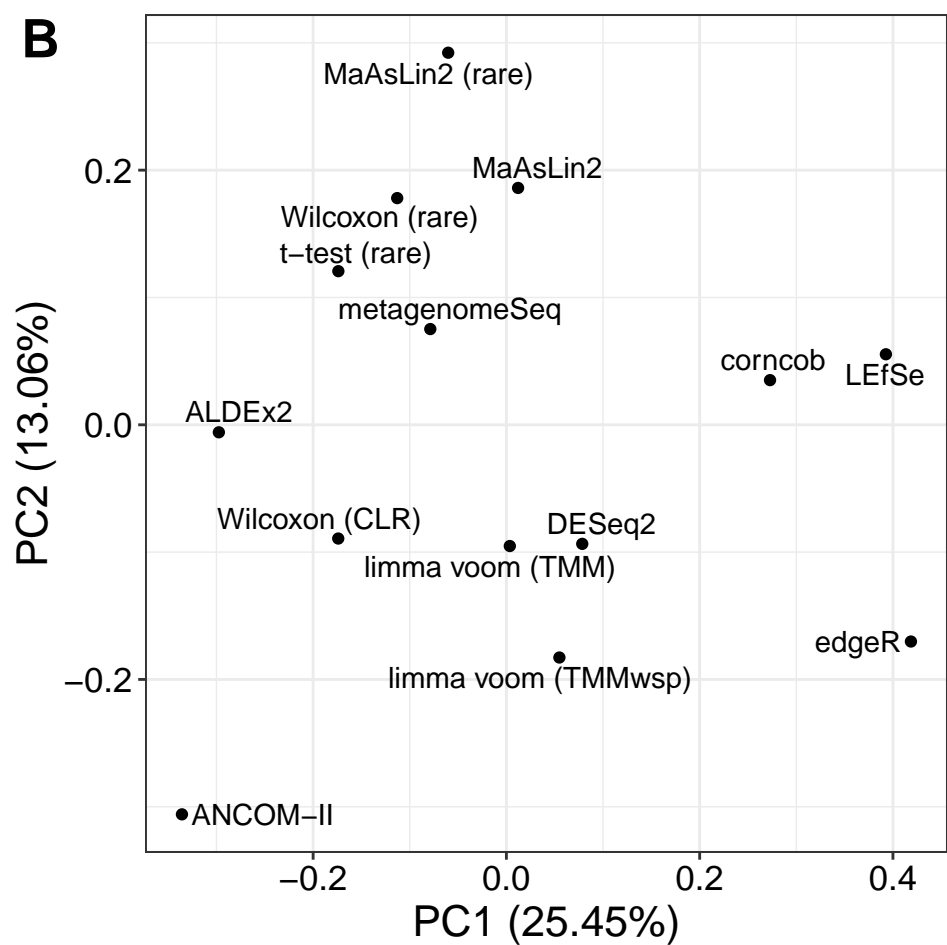 B
MaAsLin2 (rare)
MaAsLin2
0.2
Wilcoxon (rare)
t−test (rare)
metagenomeSeq
corncob
LEfSe
PC2 (13.06%)
ALDEx2
0.0
Wilcoxon (CLR)
DESeq2
limma voom (TMM)
edgeR
−0.2
limma voom (TMMwsp)
ANCOM−II
−0.2 0.0 0.2 0.4
PC1 (25.45%)